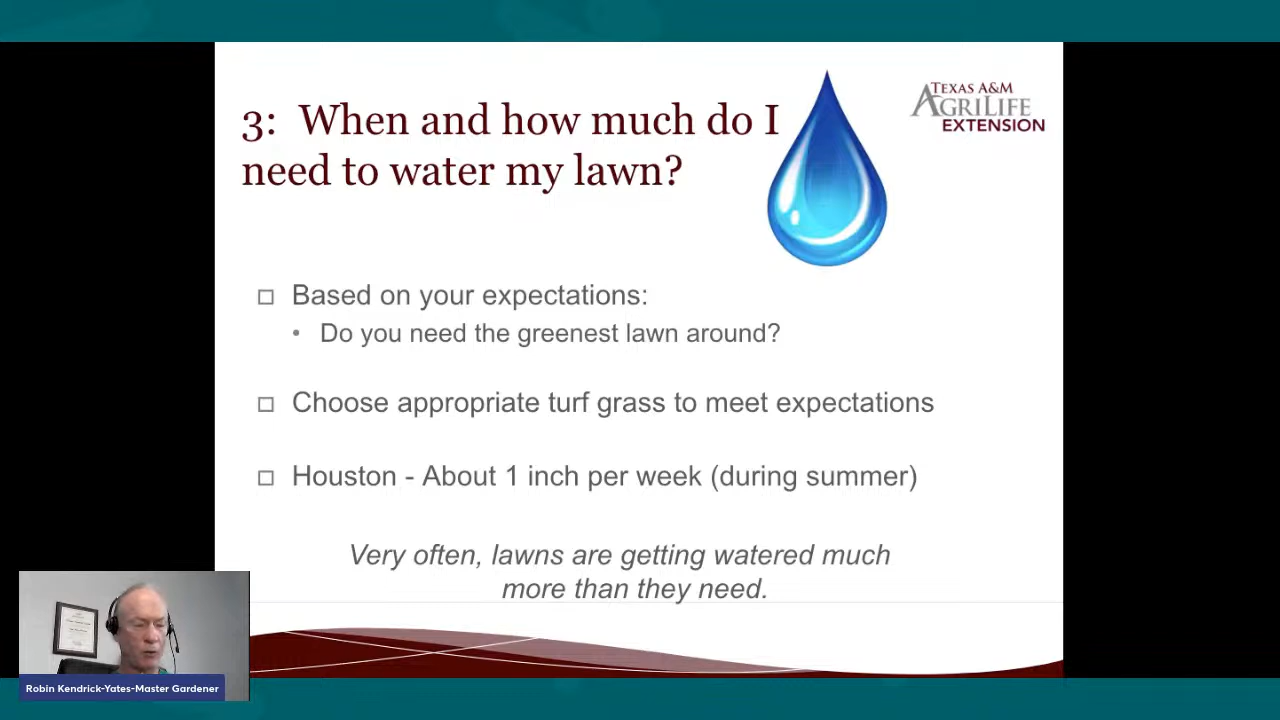 3:  When and how much do I
need to water my lawn?
TEXAS A&M
AGRILIFE
EXTENSION
Based on your expectations:
• Do you need the greenest lawn around?
Choose appropriate turf grass to meet expectations
Houston - About 1 inch per week (during summer)
Very often, lawns are getting watered much
more than they need.
Robin Kendrick-Yates-Master Gardener